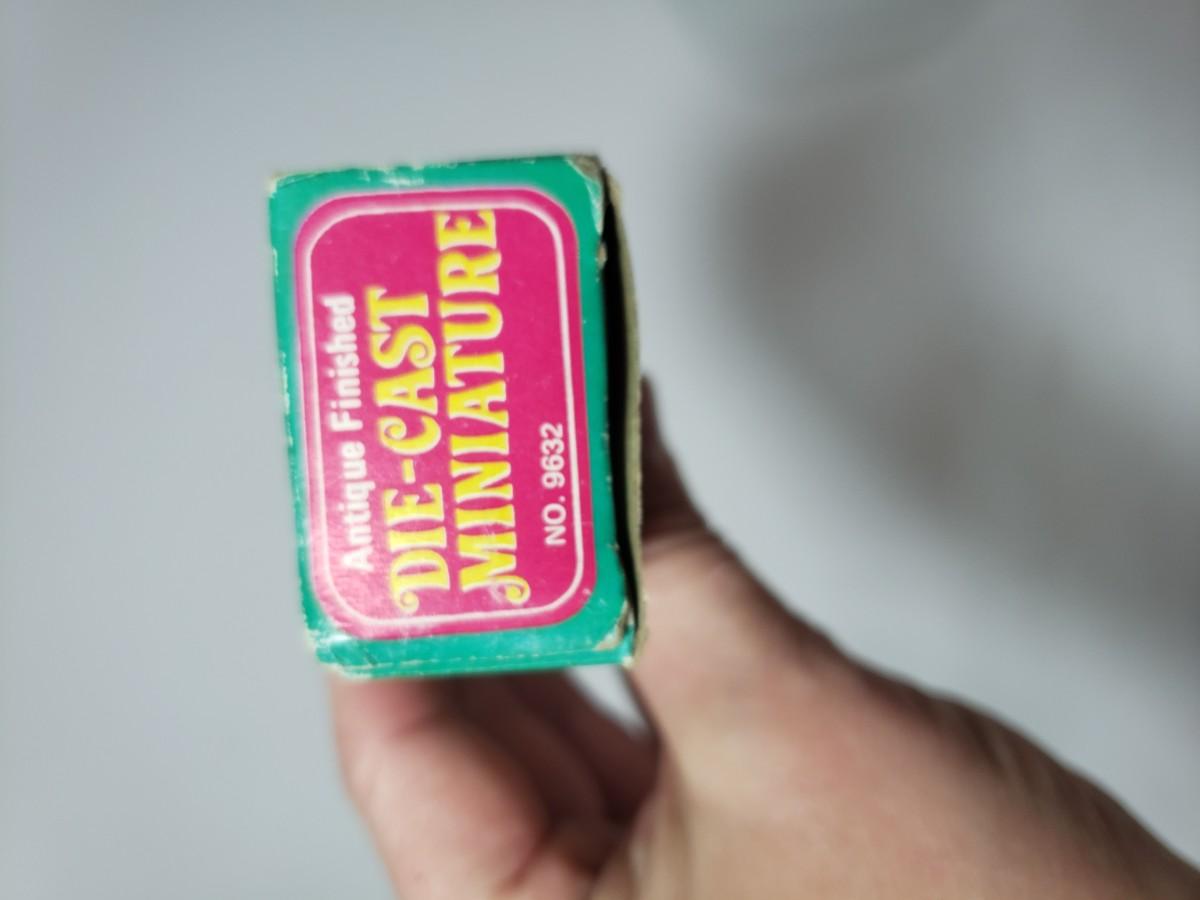 Antique Finished
DIE-CAST
MINIATURE
NO. 9632